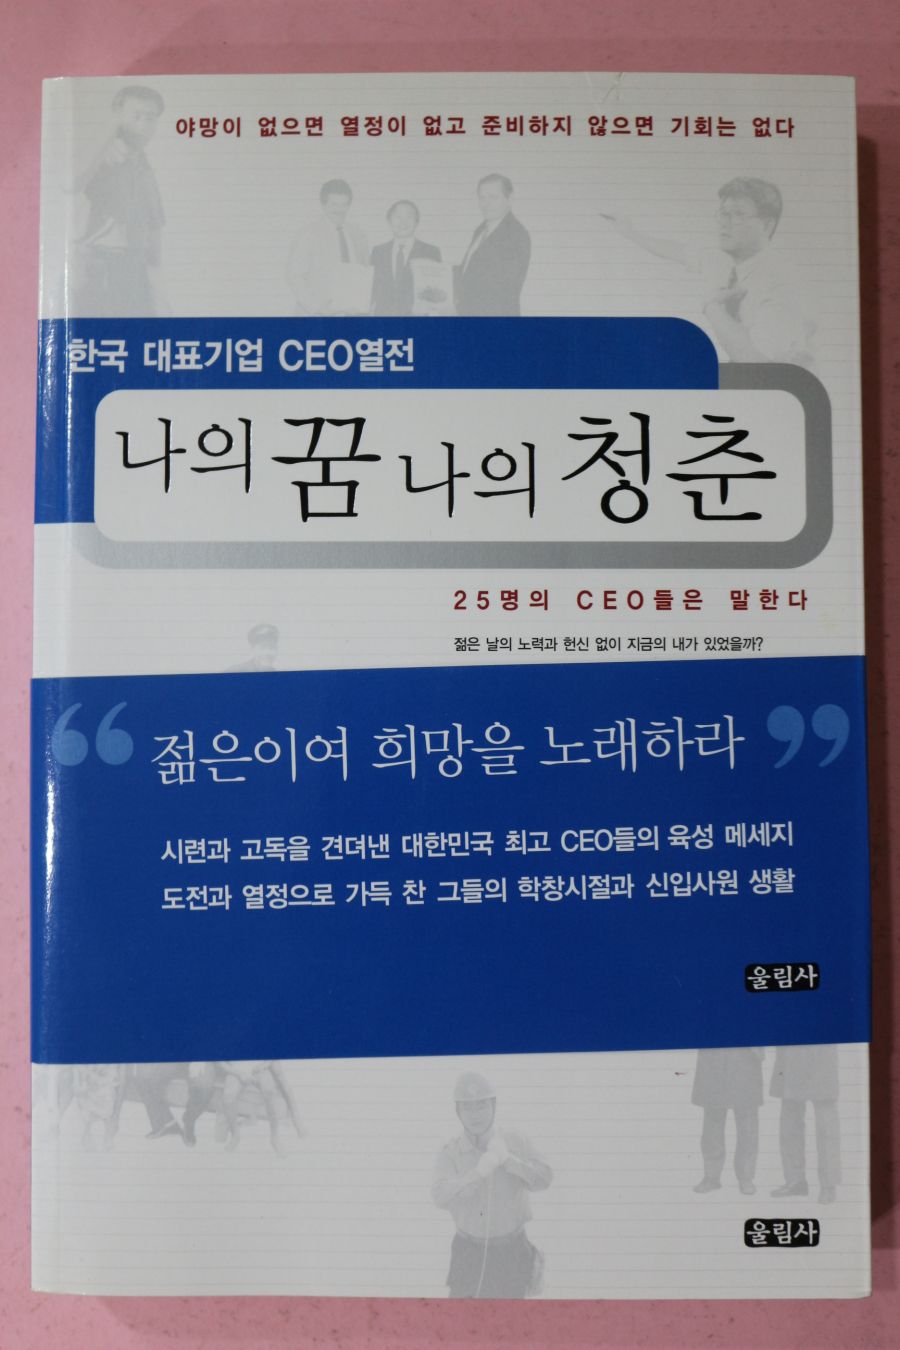 야망이 없으면 열정이 없고 준비하지 않으면 기회는 없다
한국 대표기업 CEO열전
나의 꿈 나의 청춘
25명의 CEO들은 말한다
젊은 날의 노력과 헌신 없이 지금의 내가 있었을까?
“ 젊은이여 희망을 노래하라 ”
시련과 고독을 견뎌낸 대한민국 최고 CEO들의 육성 메세지
도전과 열정으로 가득 찬 그들의 학창시절과 신입사원 생활
울림사
울림사